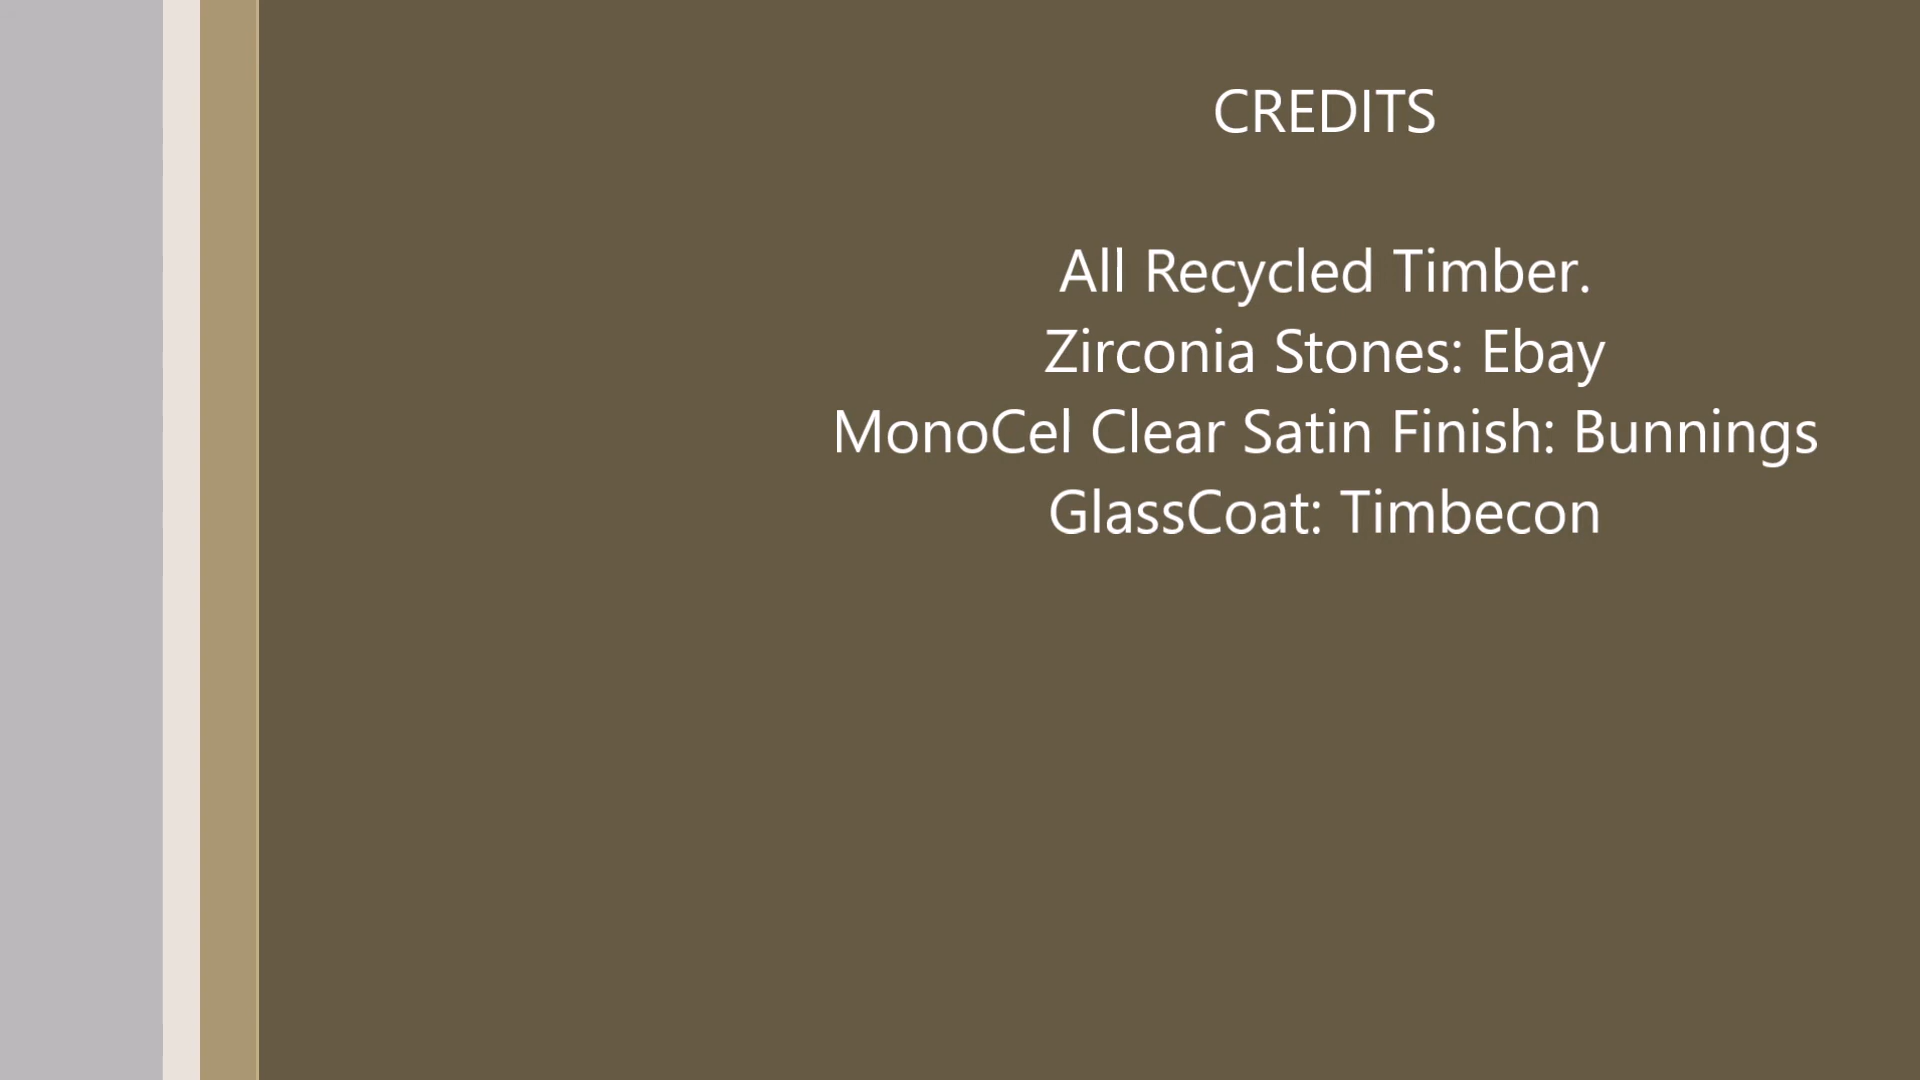 CREDITS
All Recycled Timber.
Zirconia Stones: Ebay
MonoCel Clear Satin Finish: Bunnings
GlassCoat: Timbecon